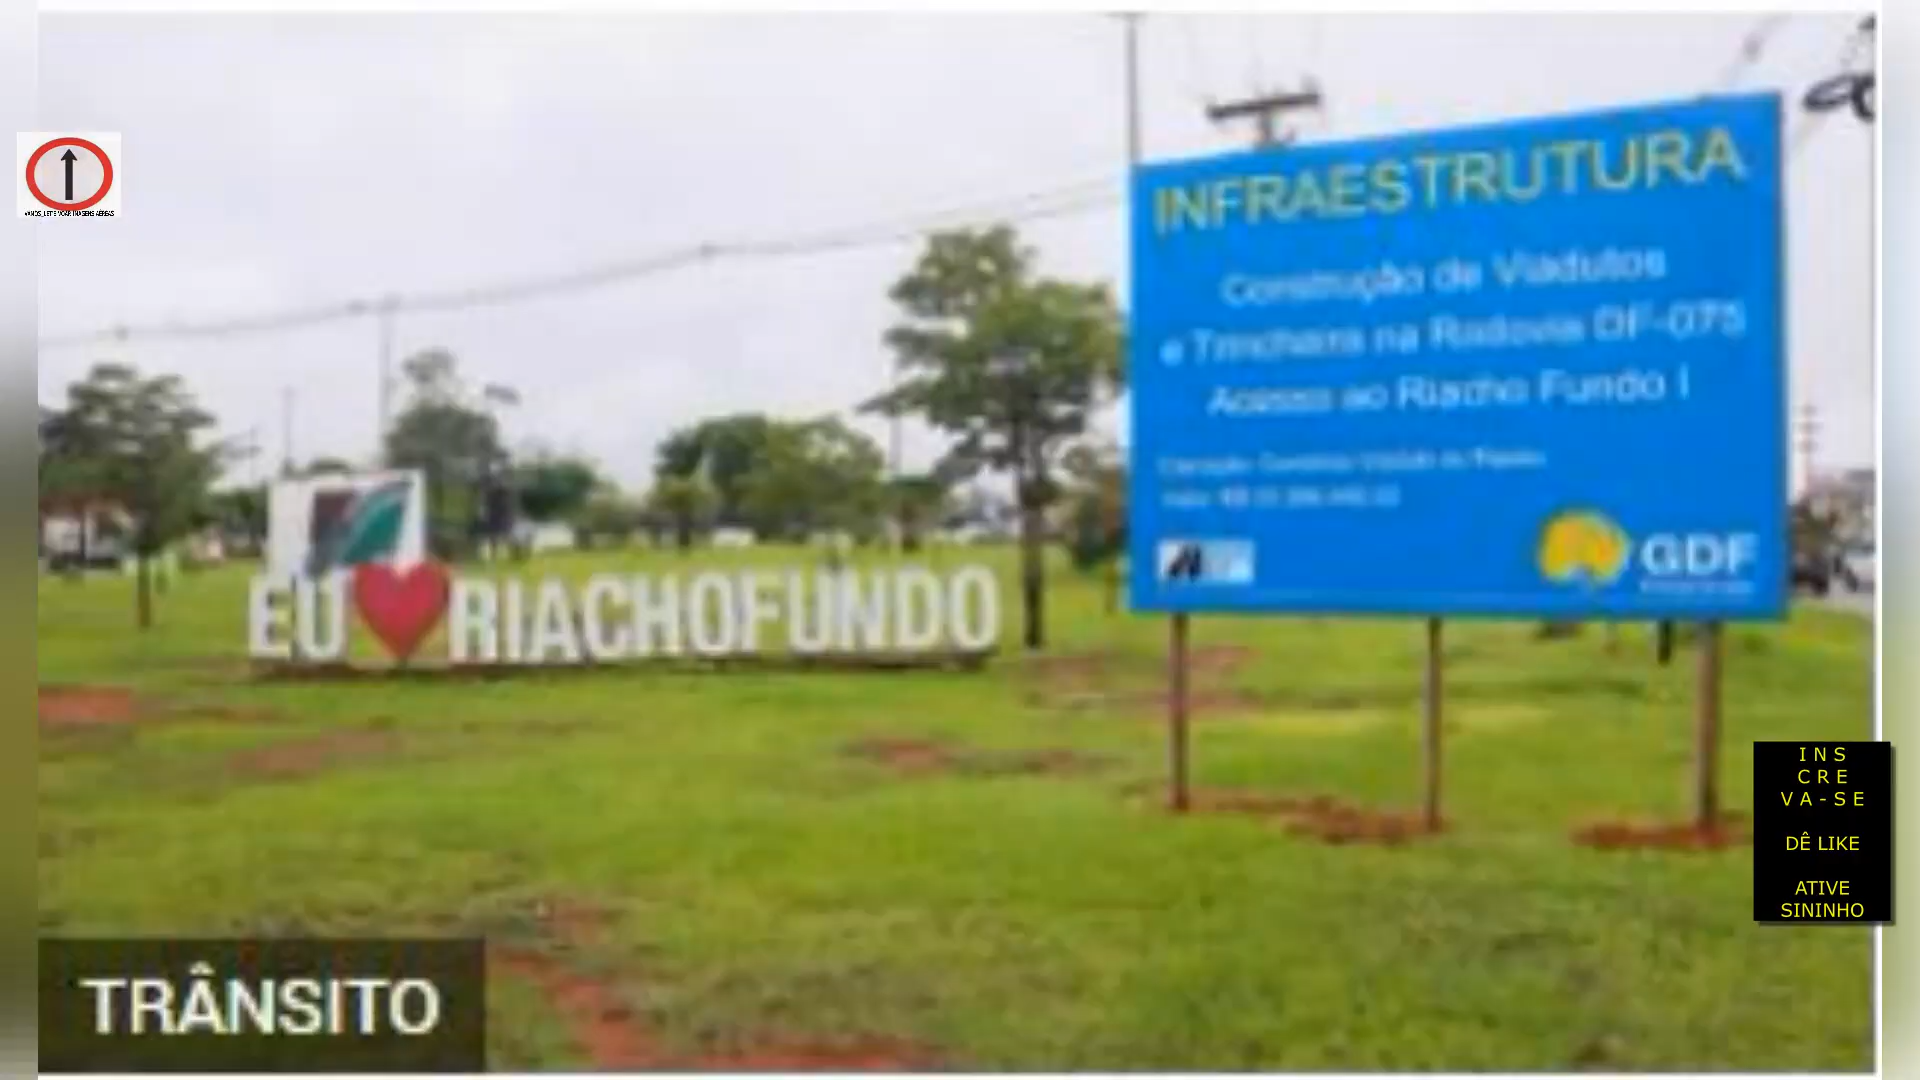 INFRAESTRUTURA
Construção de Viadutos
e Trincheira na Rodovia DF-075
Acesso ao Riacho Fundo I
GDF
EU RIACHOFUNDO
INS
CRE
VA-SE
DÊ LIKE
ATIVE
SININHO
TRÂNSITO